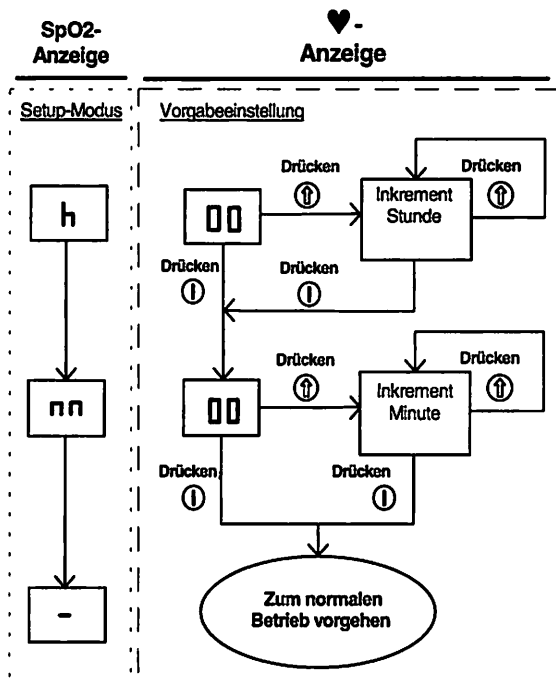 SpO2-
Anzeige
♥-
Anzeige
Setup-Modus
Vorgabeeinstellung
h
00
Drücken
Inkrement
Stunde
Drücken
Drücken
Drücken
nn
00
Drücken
Inkrement
Minute
Drücken
Drücken
Drücken
-
Zum normalen
Betrieb vorgehen